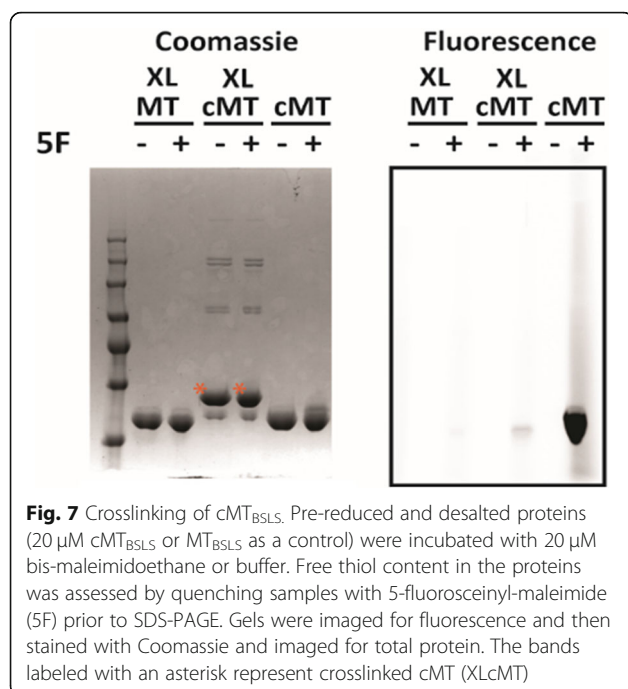 Coomassie Fluorescence
XL XL XL XL
MT cMT cMT MT cMT cMT
5F - + - + - + - + - + - +
* *
Fig. 7 Crosslinking of cMTBSLS. Pre-reduced and desalted proteins
(20 μM cMTBSLS or MTBSLS as a control) were incubated with 20 μM
bis-maleimidoethane or buffer. Free thiol content in the proteins
was assessed by quenching samples with 5-fluorosceinyl-maleimide
(5F) prior to SDS-PAGE. Gels were imaged for fluorescence and then
stained with Coomassie and imaged for total protein. The bands
labeled with an asterisk represent crosslinked cMT (XLcMT)